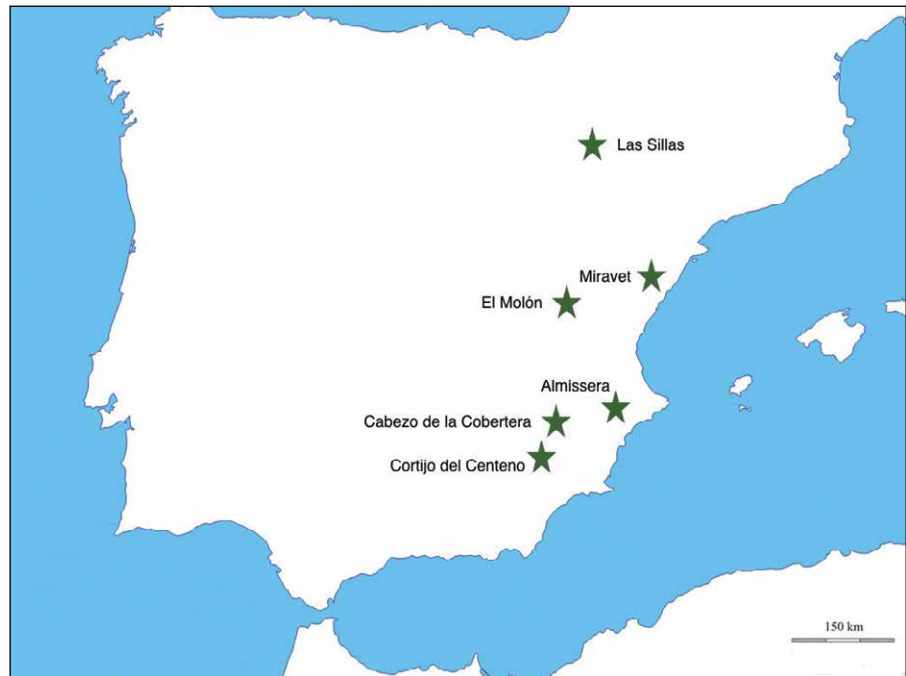 Las Sillas
Miravet
El Molón
Almissera
Cabezo de la Cobertera
Cortijo del Centeno
150 km